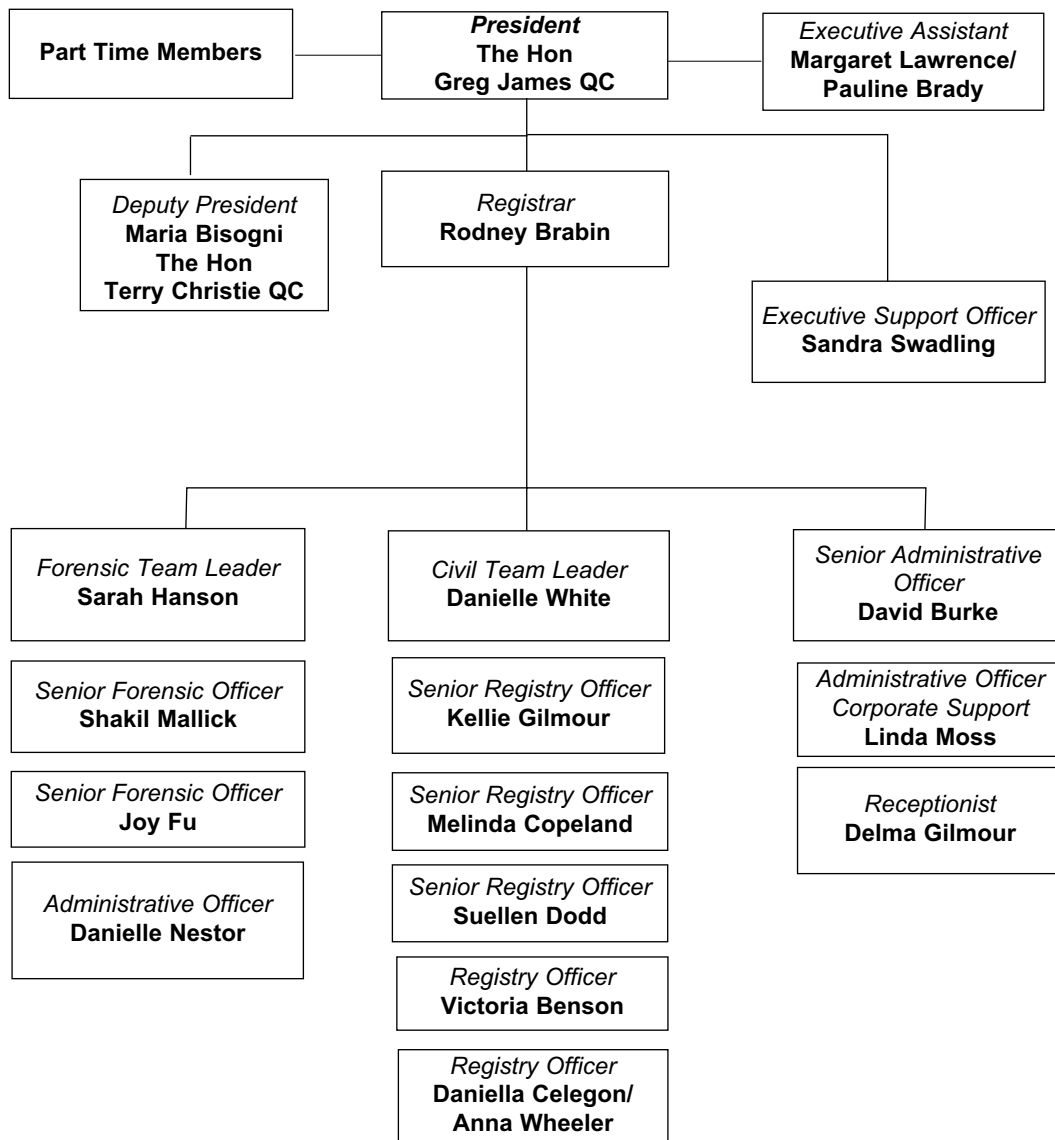 Part Time Members
President
The Hon
Greg James QC
Executive Assistant
Margaret Lawrence/
Pauline Brady
Deputy President
Maria Bisogni
The Hon
Terry Christie QC
Registrar
Rodney Brabin
Executive Support Officer
Sandra Swadling
Forensic Team Leader
Sarah Hanson
Civil Team Leader
Danielle White
Senior Administrative
Officer
David Burke
Senior Forensic Officer
Shakil Mallick
Senior Registry Officer
Kellie Gilmour
Administrative Officer
Corporate Support
Linda Moss
Senior Forensic Officer
Joy Fu
Senior Registry Officer
Melinda Copeland
Receptionist
Delma Gilmour
Administrative Officer
Danielle Nestor
Senior Registry Officer
Suellen Dodd
Registry Officer
Victoria Benson
Registry Officer
Daniella Celegon/
Anna Wheeler